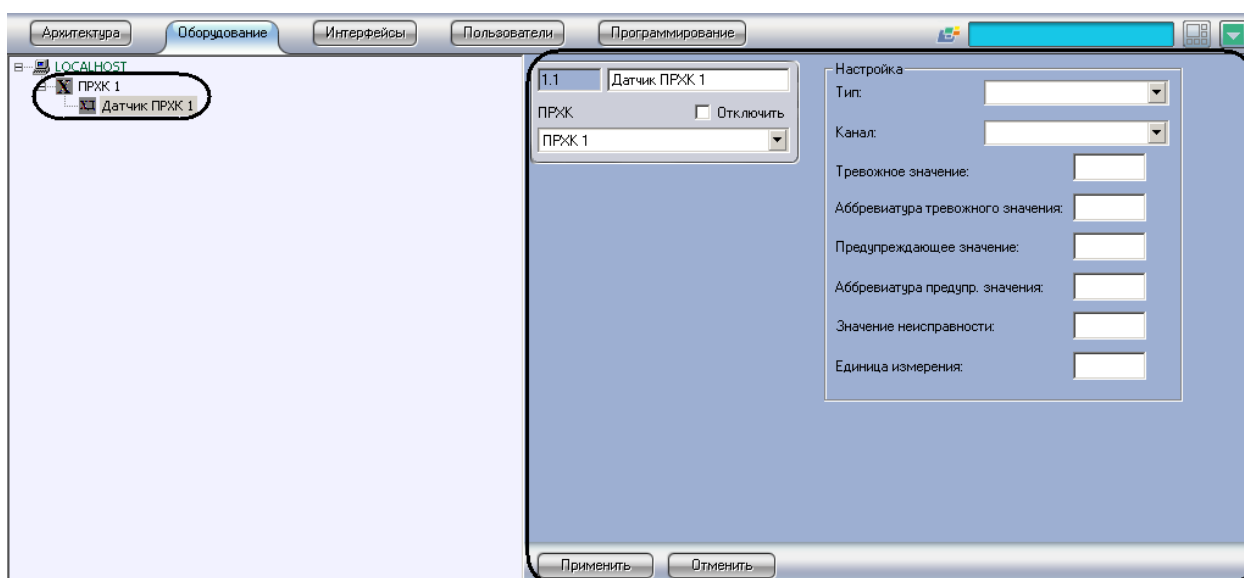 Архитектура Оборудование Интерфейсы Пользователи Программирование
LOCALHOST
ПРХК 1
Датчик ПРХК 1
1.1 Датчик ПРХК 1
ПРХК Отключить
ПРХК 1
Настройка
Тип:
Канал:
Тревожное значение:
Аббревиатура тревожного значения:
Предупреждающее значение:
Аббревиатура предупр. значения:
Значение неисправности:
Единица измерения:
Применить Отменить